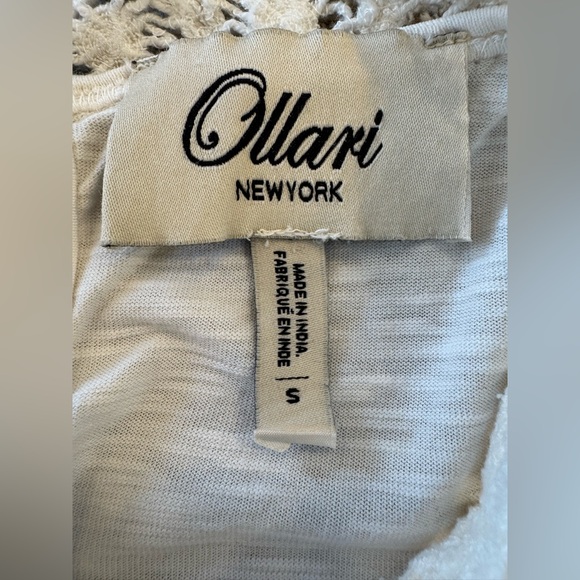 Ollari
NEWYORK
MADE IN INDIA.
FABRIQUÉ EN INDE
S